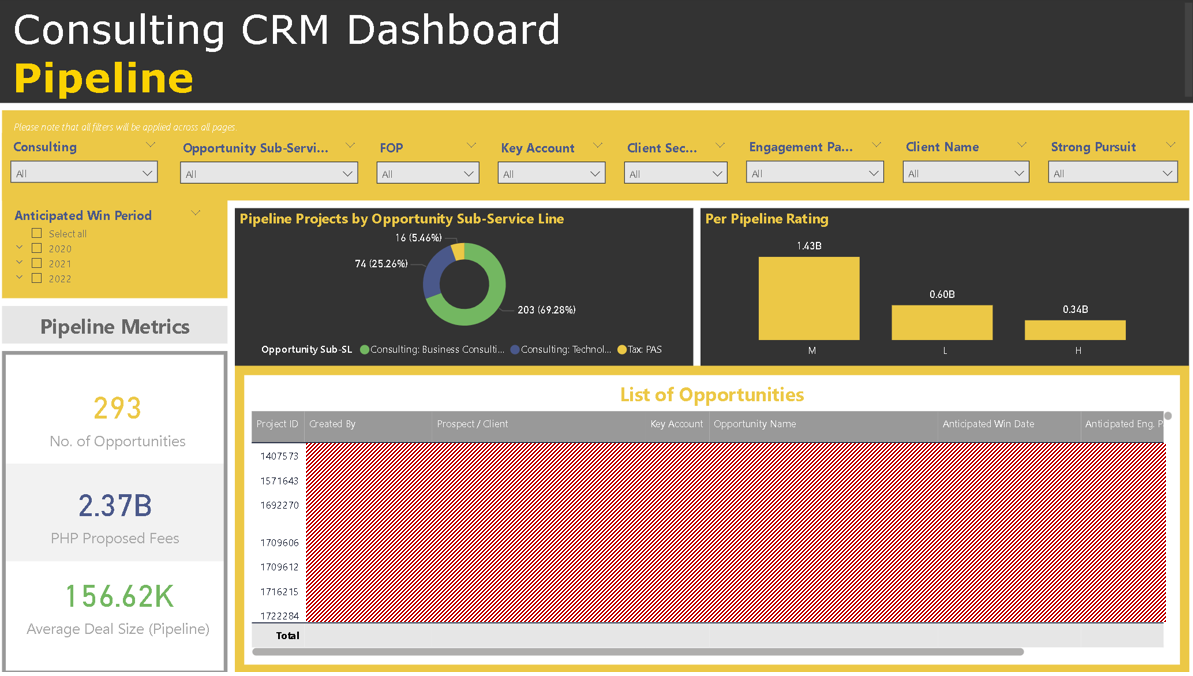 Consulting CRM Dashboard
Pipeline
Please note that all filters will be applied across all pages.
Consulting
Opportunity Sub-Servi...
FOP
Key Account
Client Sec...
Engagement Pa...
Client Name
Strong Pursuit
All
All
All
All
All
All
All
All
Anticipated Win Period
Select all
2020
2021
2022
Pipeline Metrics
293
No. of Opportunities
2.37B
PHP Proposed Fees
156.62K
Average Deal Size (Pipeline)
Pipeline Projects by Opportunity Sub-Service Line
16 (5.46%)
74 (25.26%)
203 (69.28%)
Opportunity Sub-SL Consulting: Business Consulti... Consulting: Technol... Tax: PAS
Per Pipeline Rating
1.43B
0.60B
0.34B
M L H
List of Opportunities
Project ID Created By Prospect / Client Key Account Opportunity Name Anticipated Win Date Anticipated Eng. P
1407573
1571643
1692270
1709606
1709612
1716215
1722284
Total